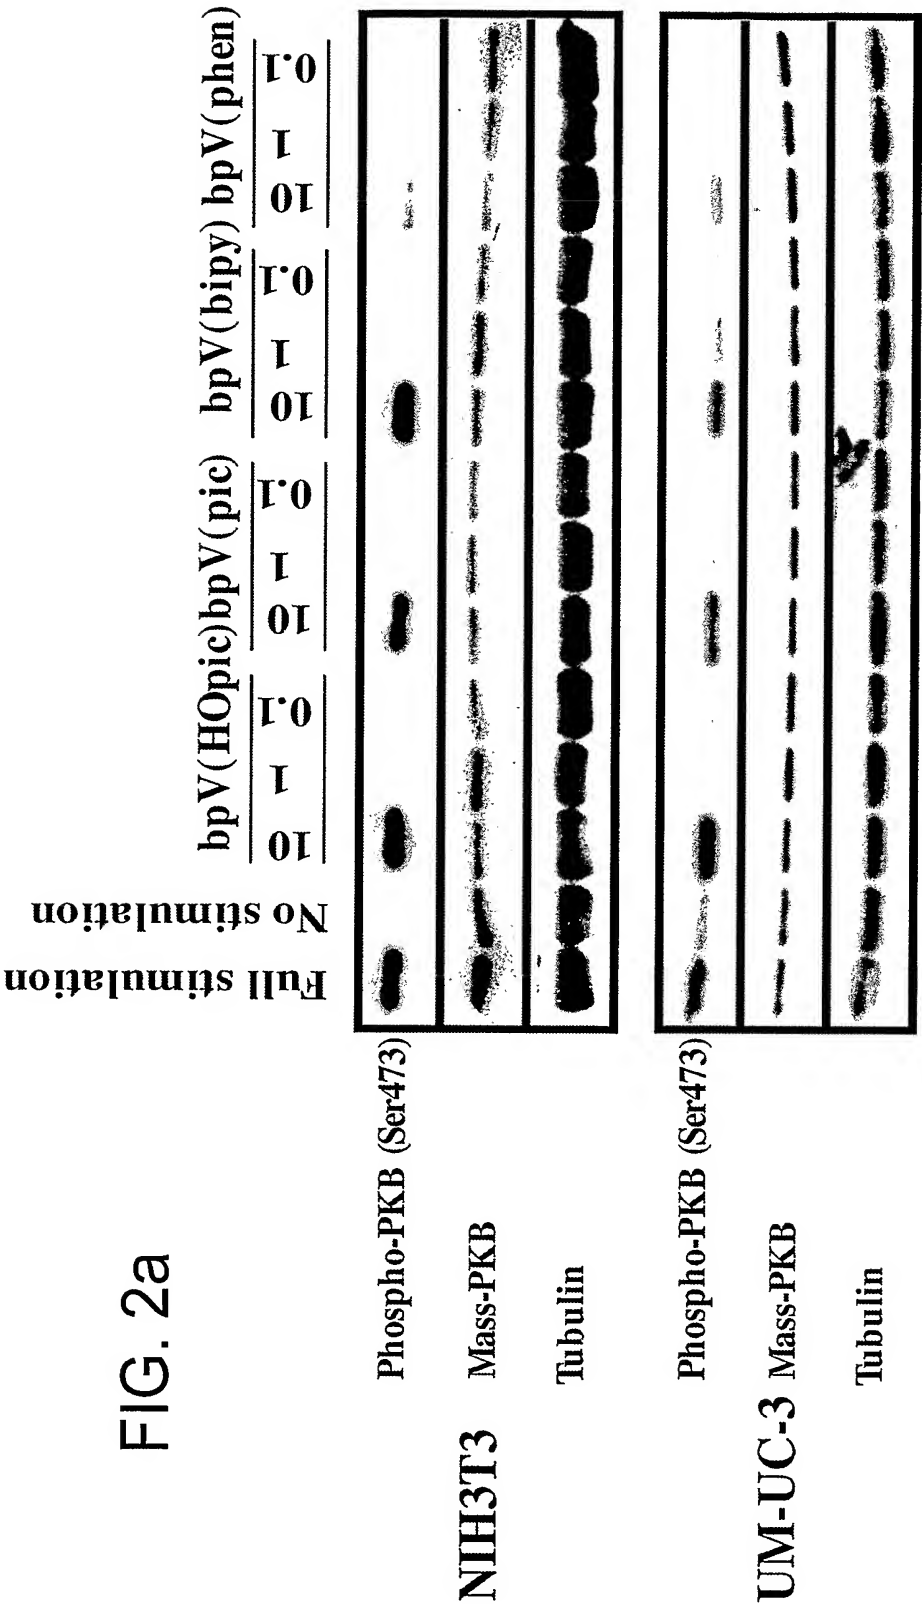 FIG. 2a
Full stimulation
No stimulation
bpV(HOpic) bpV(pic) bpV(bipy) bpV(phen)
10 1 0.1 10 1 0.1 10 1 0.1 10 1 0.1
NIH3T3
Phospho-PKB (Ser473)
Mass-PKB
Tubulin
UM-UC-3
Phospho-PKB (Ser473)
Mass-PKB
Tubulin